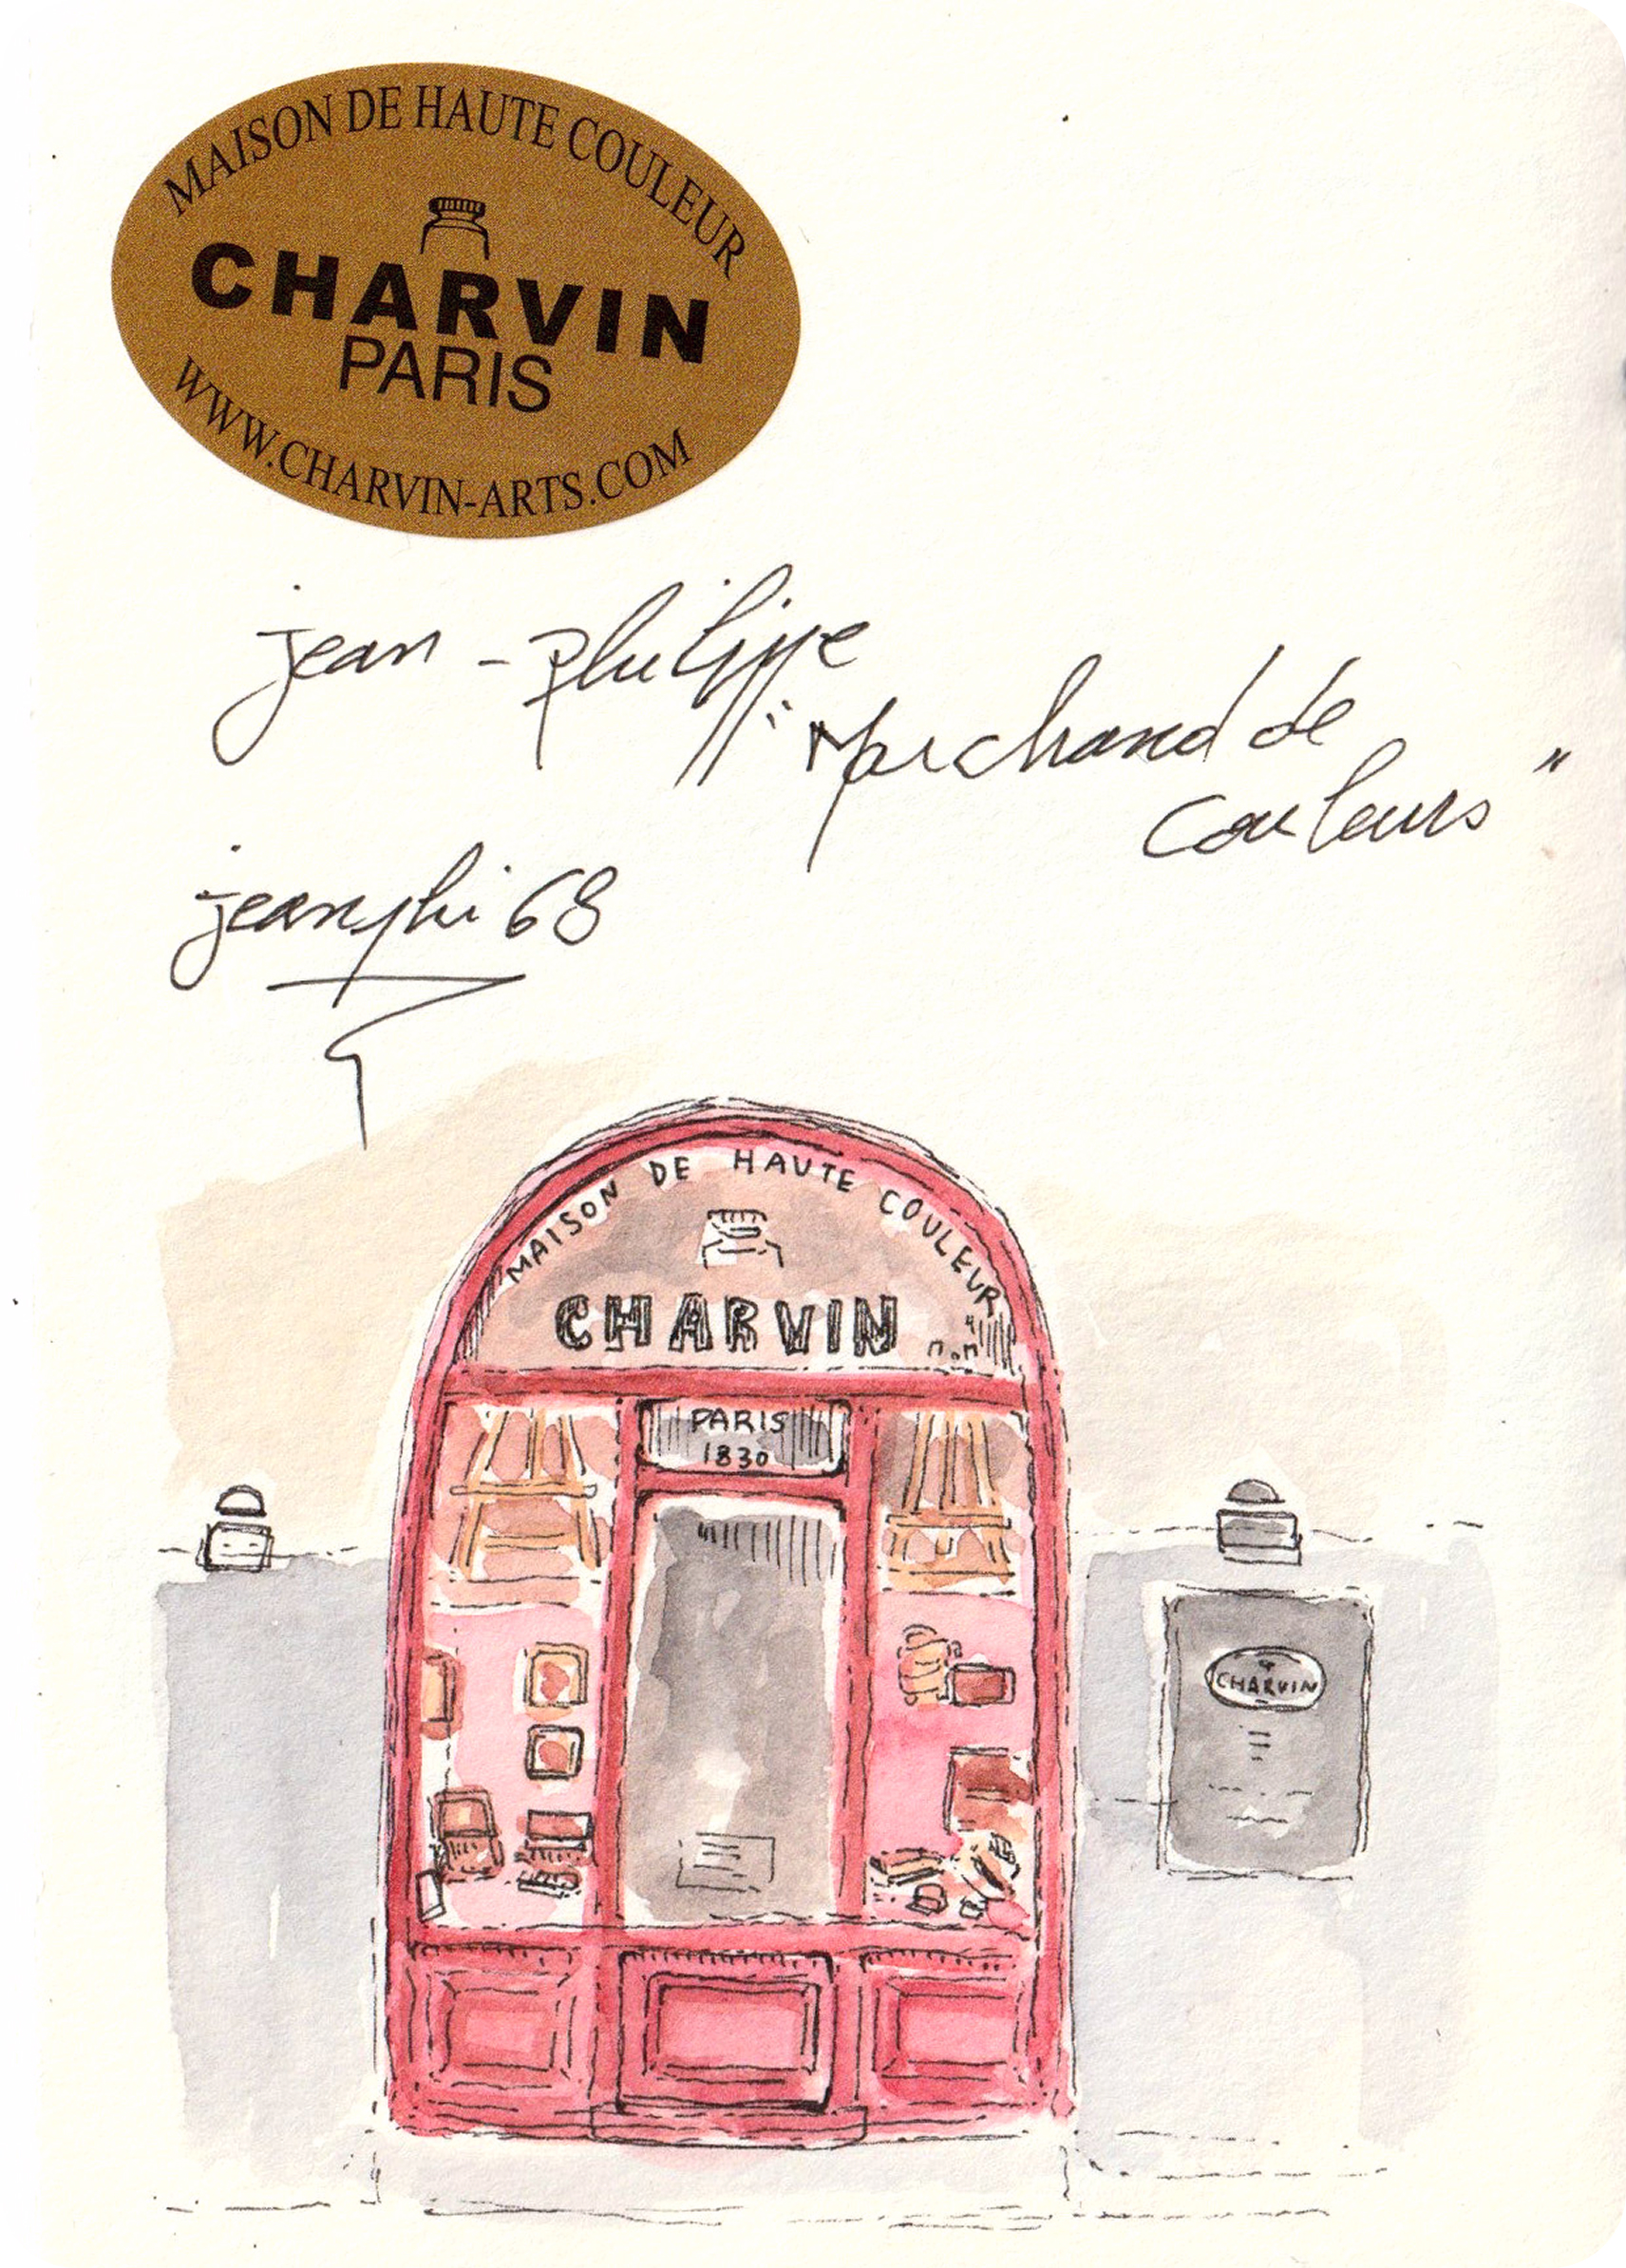 MAISON DE HAUTE COULEUR
CHARVIN
PARIS
WWW.CHARVIN-ARTS.COM
jean-philippe
"Marchand de
couleurs"
jeanphi68
MAISON DE HAUTE COULEUR
CHARVIN
PARIS
1830
CHARVIN